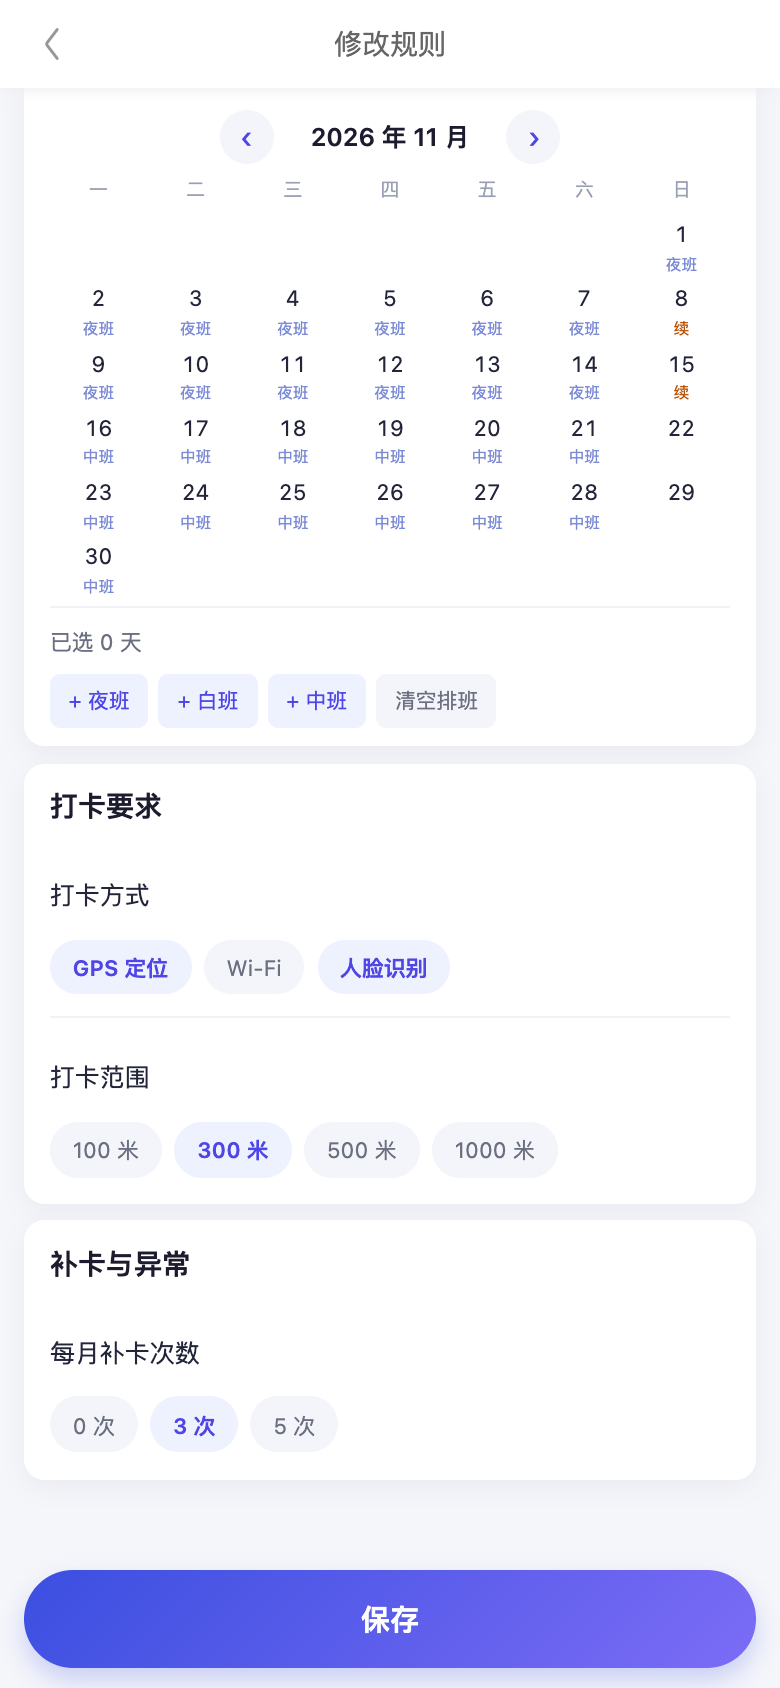 修改规则
‹ 2026 年 11 月 ›
一 二 三 四 五 六 日
1
夜班
2 3 4 5 6 7 8
夜班 夜班 夜班 夜班 夜班 夜班 续
9 10 11 12 13 14 15
夜班 夜班 夜班 夜班 夜班 夜班 续
16 17 18 19 20 21 22
中班 中班 中班 中班 中班 中班
23 24 25 26 27 28 29
中班 中班 中班 中班 中班 中班
30
中班
已选 0 天
+ 夜班 + 白班 + 中班 清空排班
打卡要求
打卡方式
GPS 定位 Wi-Fi 人脸识别
打卡范围
100 米 300 米 500 米 1000 米
补卡与异常
每月补卡次数
0 次 3 次 5 次
保存